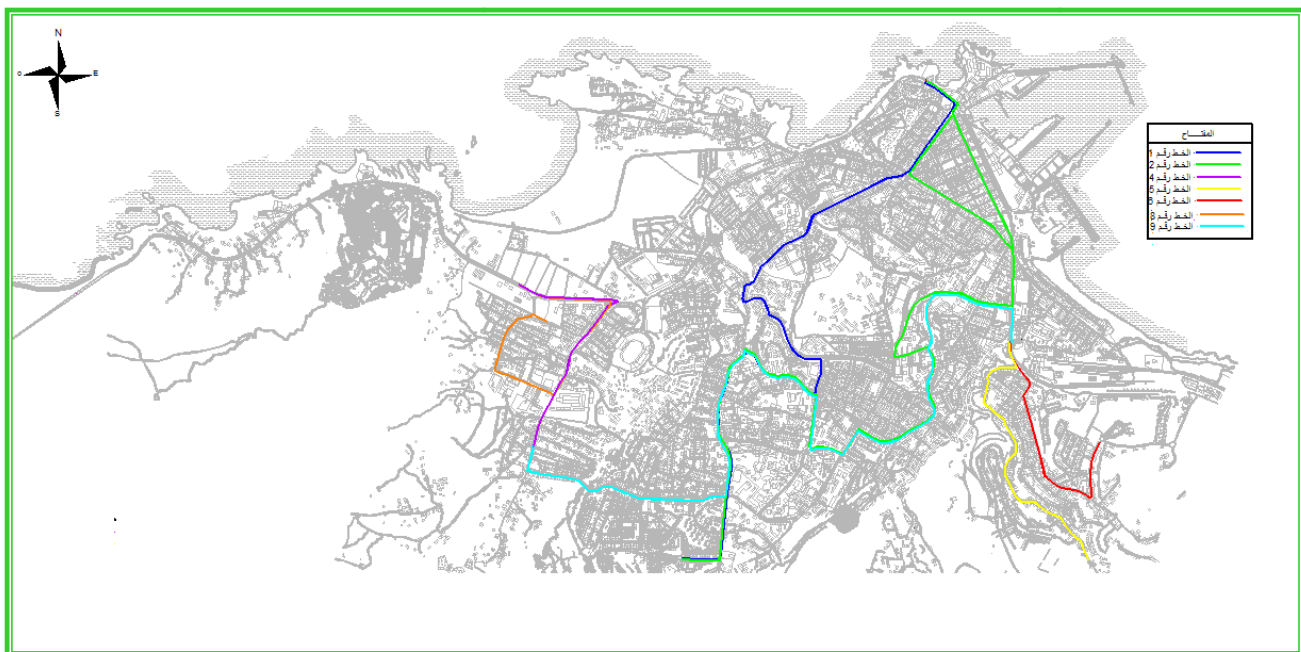 N
o
E
S
المفتـــاح
الخط رقم 1
الخط رقم 2
الخط رقم 4
الخط رقم 5
الخط رقم 6
الخط رقم 8
الخط رقم 9